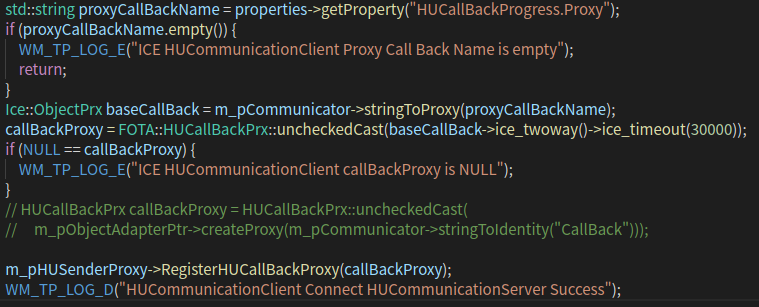 std::string proxyCallBackName = properties->getProperty("HUCallBackProgress.Proxy");
if (proxyCallBackName.empty()) {
WM_TP_LOG_E("ICE HUCommunicationClient Proxy Call Back Name is empty");
return;
}
Ice::ObjectPrx baseCallBack = m_pCommunicator->stringToProxy(proxyCallBackName);
callBackProxy = FOTA::HUCallBackPrx::uncheckedCast(baseCallBack->ice_twoway()->ice_timeout(30000));
if (NULL == callBackProxy) {
WM_TP_LOG_E("ICE HUCommunicationClient callBackProxy is NULL");
}
// HUCallBackPrx callBackProxy = HUCallBackPrx::uncheckedCast(
// m_pObjectAdapterPtr->createProxy(m_pCommunicator->stringToIdentity("CallBack")));
m_pHUSenderProxy->RegisterHUCallBackProxy(callBackProxy);
WM_TP_LOG_D("HUCommunicationClient Connect HUCommunicationServer Success");